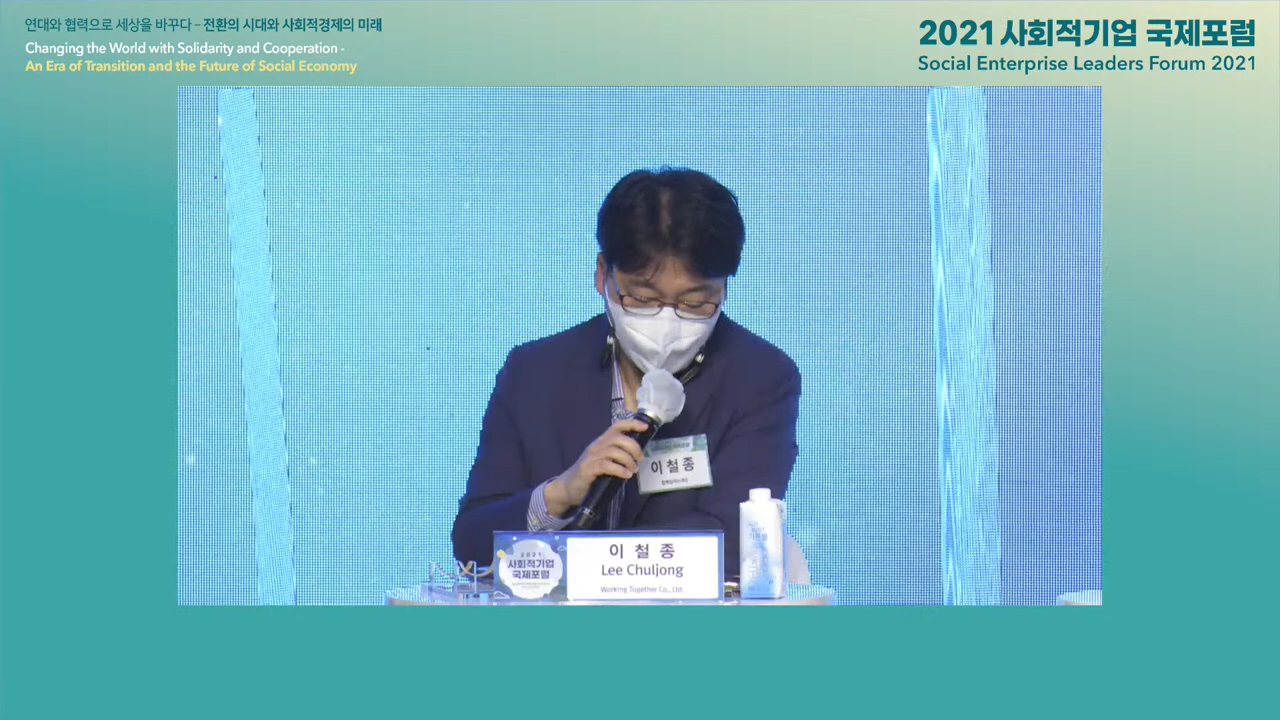 연대와 협력으로 세상을 바꾸다 – 전환의 시대와 사회적경제의 미래
Changing the World with Solidarity and Cooperation -
An Era of Transition and the Future of Social Economy
2021 사회적기업 국제포럼
Social Enterprise Leaders Forum 2021
이철종
2021
사회적기업
국제포럼
이 철 종
Lee Chuljong
Working Together Co., Ltd.